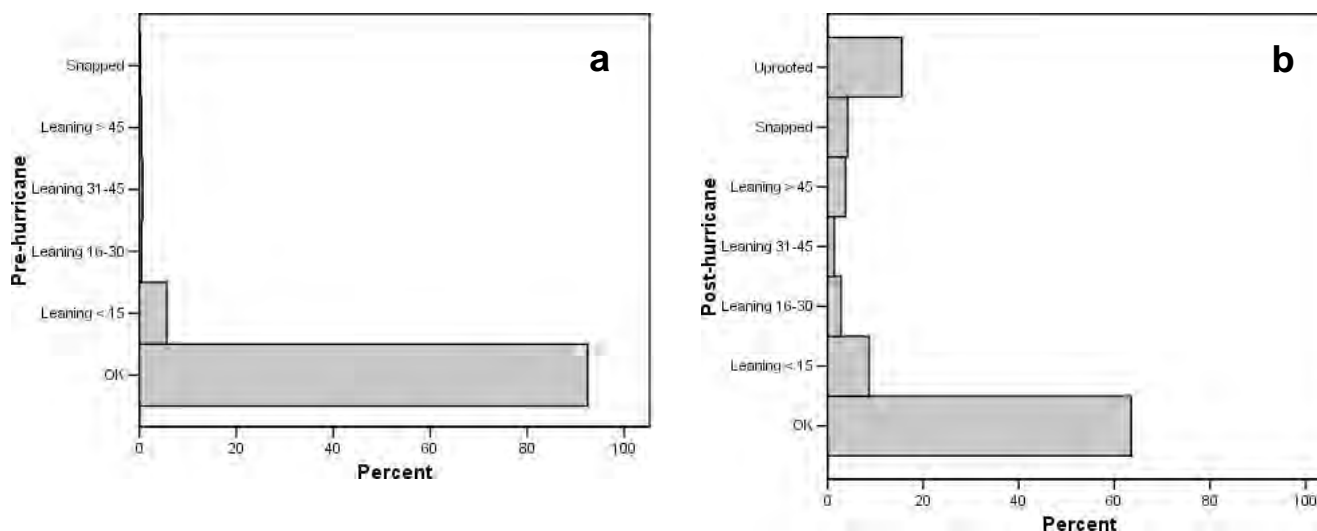 a
Pre-hurricane
Snapped
Leaning > 45
Leaning 31-45
Leaning 16-30
Leaning < 15
OK
0 20 40 60 80 100
Percent
b
Post-hurricane
Uprooted
Snapped
Leaning > 45
Leaning 31-45
Leaning 16-30
Leaning < 15
OK
0 20 40 60 80 100
Percent